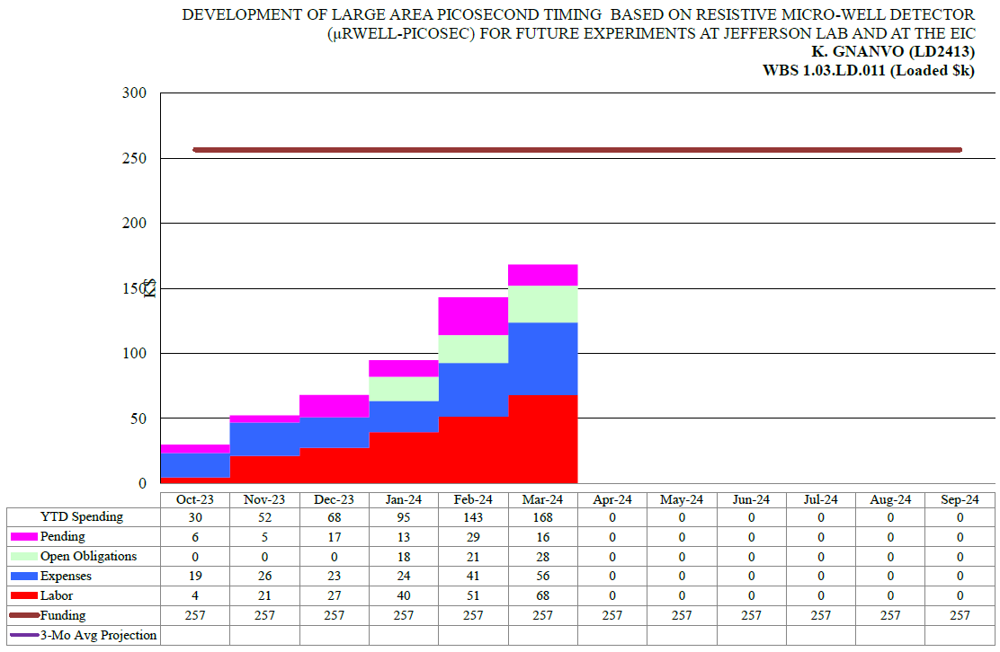 DEVELOPMENT OF LARGE AREA PICOSECOND TIMING BASED ON RESISTIVE MICRO-WELL DETECTOR
(μRWELL-PICOSEC) FOR FUTURE EXPERIMENTS AT JEFFERSON LAB AND AT THE EIC
K. GNANVO (LD2413)
WBS 1.03.LD.011 (Loaded $k)
300
250
200
150
K$
100
50
0
Oct-23 Nov-23 Dec-23 Jan-24 Feb-24 Mar-24 Apr-24 May-24 Jun-24 Jul-24 Aug-24 Sep-24
YTD Spending 30 52 68 95 143 168 0 0 0 0 0 0
Pending 6 5 17 13 29 16 0 0 0 0 0 0
Open Obligations 0 0 0 18 21 28 0 0 0 0 0 0
Expenses 19 26 23 24 41 56 0 0 0 0 0 0
Labor 4 21 27 40 51 68 0 0 0 0 0 0
Funding 257 257 257 257 257 257 257 257 257 257 257 257
3-Mo Avg Projection